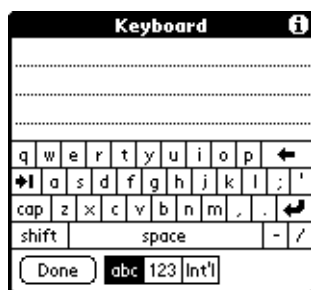 Keyboard i
q w e r t y u i o p ←
→| a s d f g h j k l ; '
cap z x c v b n m , . ↵
shift space - /
Done abc 123 Int'l